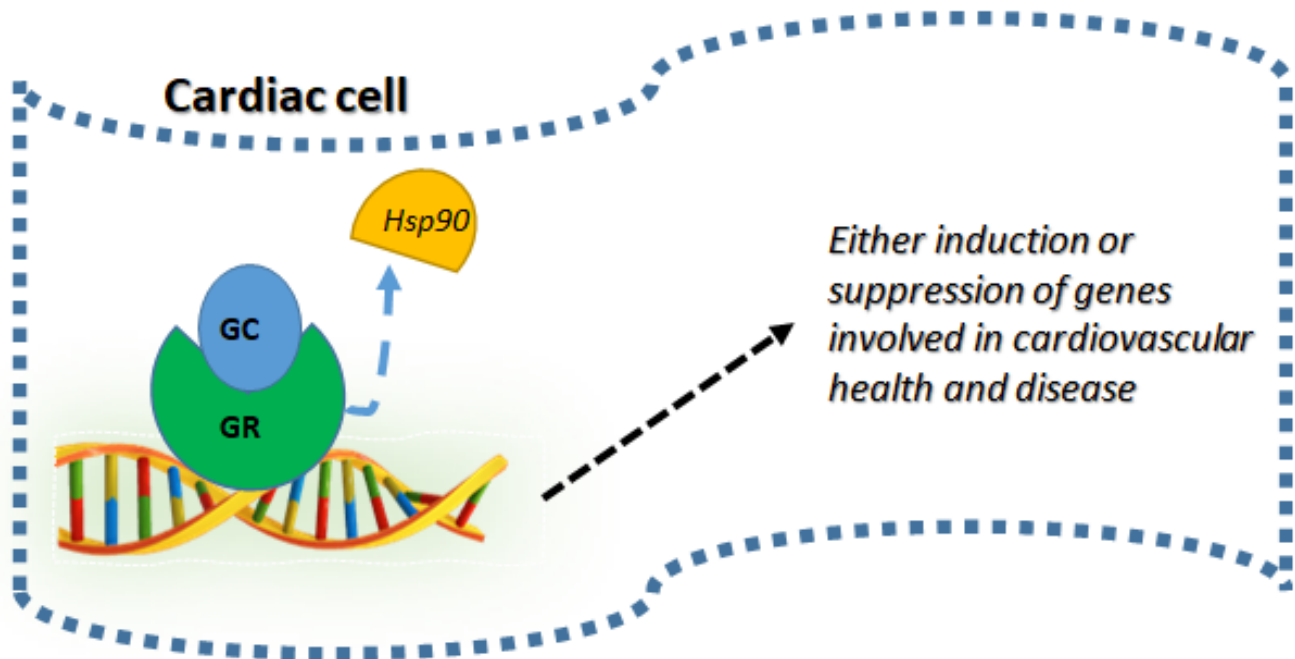 Cardiac cell
Hsp90
GC
GR
Either induction or
suppression of genes
involved in cardiovascular
health and disease